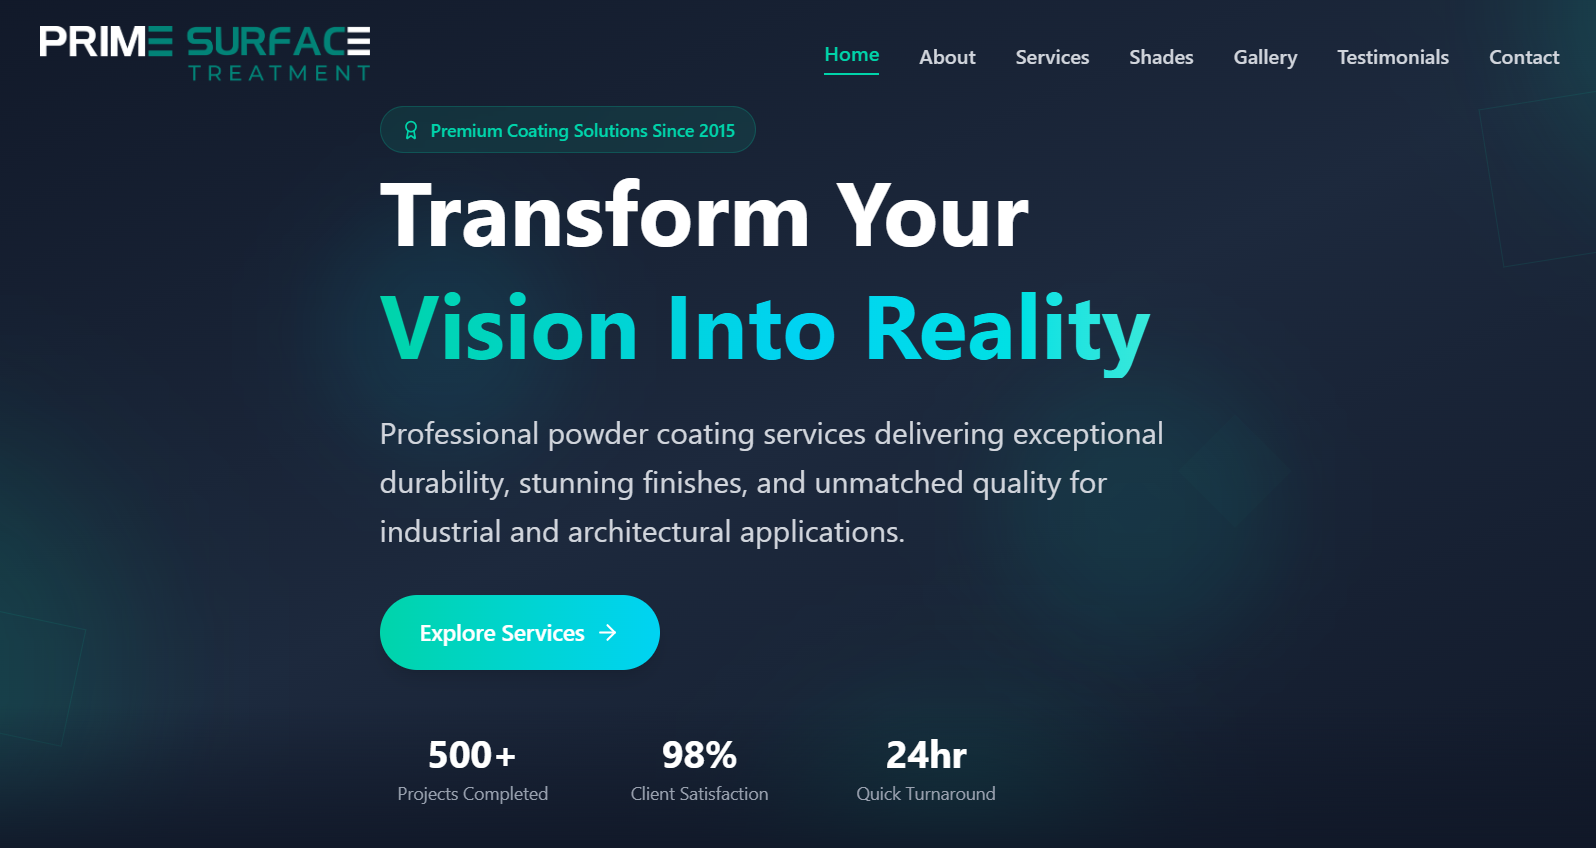 PRIME SURFACE
TREATMENT
Home About Services Shades Gallery Testimonials Contact
Premium Coating Solutions Since 2015
Transform Your
Vision Into Reality
Professional powder coating services delivering exceptional
durability, stunning finishes, and unmatched quality for
industrial and architectural applications.
Explore Services
500+ 98% 24hr
Projects Completed Client Satisfaction Quick Turnaround